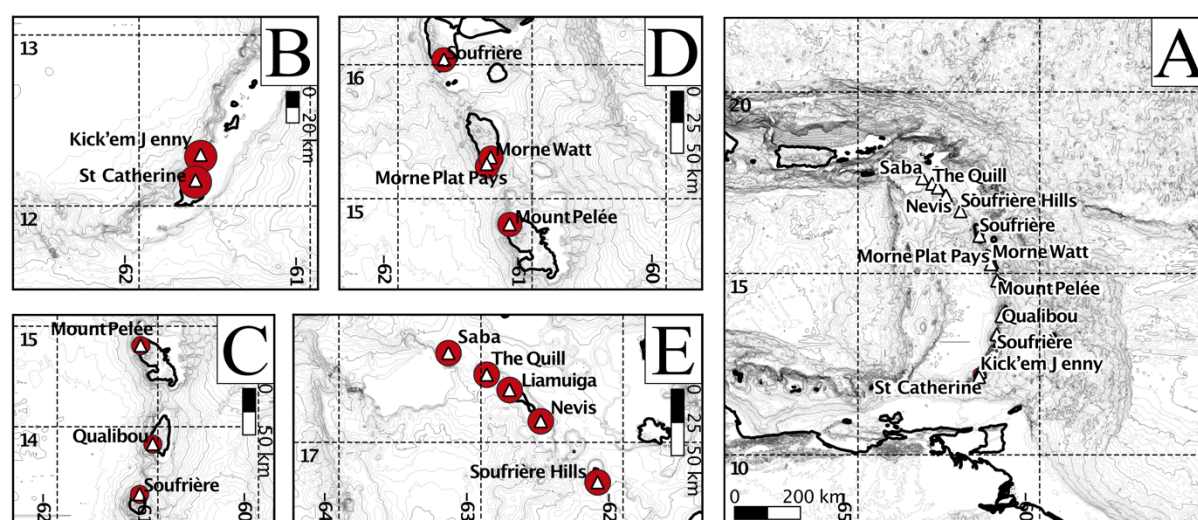 B
13
Kick'em Jenny
St Catherine
12
62
61
0
20 km
D
Soufrière
16
Morne Watt
Morne Plat Pays
15
Mount Pelée
62
61
60
0
25
50 km
A
20
Saba
The Quill
Nevis
Soufrière Hills
Soufrière
Morne Plat Pays
Morne Watt
15
Mount Pelée
Qualibou
Soufrière
Kick'em Jenny
St Catherine
10
0
200 km
65
60
C
15
Mount Pelée
14
Qualibou
Soufrière
62
61
60
0
50 km
E
Saba
The Quill
Liamuiga
Nevis
17
Soufrière Hills
64
63
62
0
25
50 km